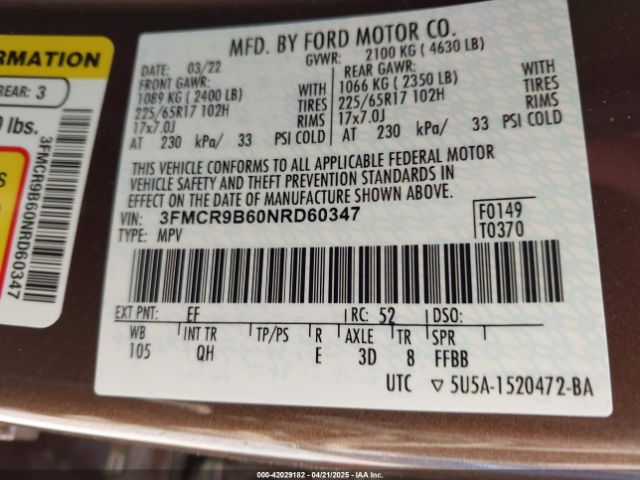 ORMATION
REAR: 3
lbs.
3FMCR9B60NRD60347
MFD. BY FORD MOTOR CO.
DATE: 03/22 GVWR: 2100 KG ( 4630 LB)
FRONT GAWR: REAR GAWR:
1089 KG ( 2400 LB) WITH 1066 KG ( 2350 LB) WITH
225/65R17 102H TIRES 225/65R17 102H TIRES
17x7.0J RIMS 17x7.0J RIMS
AT 230 kPa/ 33 PSI COLD AT 230 kPa/ 33 PSI COLD
THIS VEHICLE CONFORMS TO ALL APPLICABLE FEDERAL MOTOR
VEHICLE SAFETY AND THEFT PREVENTION STANDARDS IN
EFFECT ON THE DATE OF MANUFACTURE SHOWN ABOVE.
VIN: 3FMCR9B60NRD60347 F0149
TYPE: MPV T0370
EXT PNT: EF RC: 52 DSO:
WB INT TR TP/PS R AXLE TR SPR
105 QH E 3D 8 FFBB
UTC ▽ 5U5A-1520472-BA
000-42029182 - 04/21/2025 - IAA Inc.